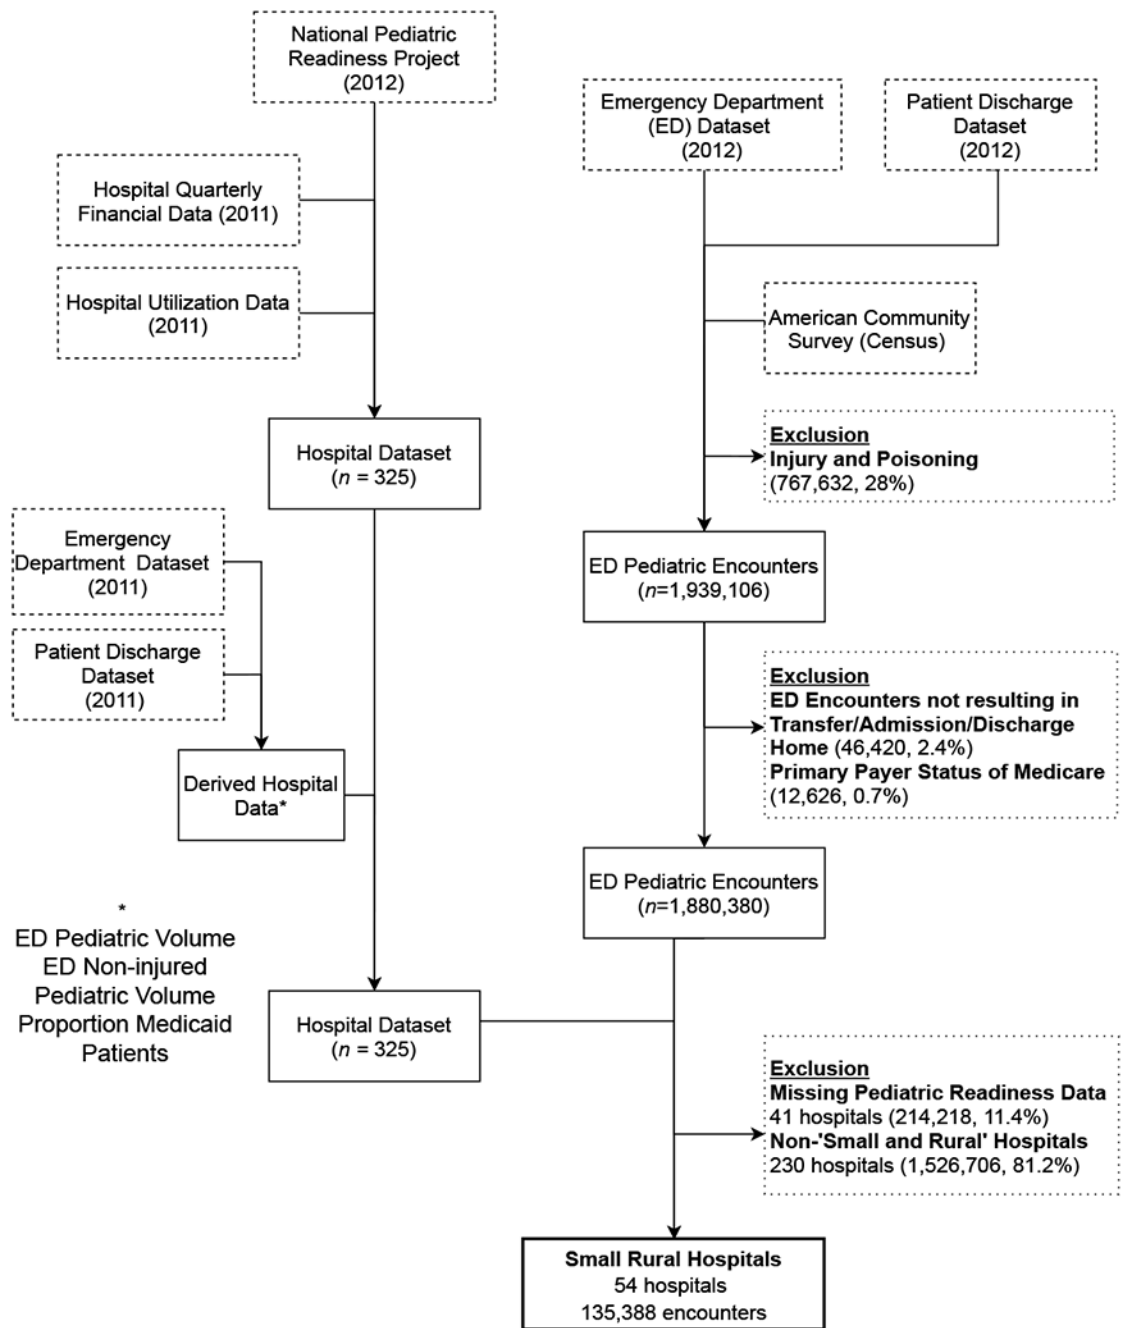 National Pediatric
Readiness Project
(2012)
Emergency Department
(ED) Dataset
(2012)
Patient Discharge
Dataset
(2012)
Hospital Quarterly
Financial Data (2011)
Hospital Utilization Data
(2011)
American Community
Survey (Census)
Hospital Dataset
(n = 325)
Exclusion
Injury and Poisoning
(767,632, 28%)
Emergency
Department Dataset
(2011)
ED Pediatric Encounters
(n=1,939,106)
Patient Discharge
Dataset
(2011)
Exclusion
ED Encounters not resulting in
Transfer/Admission/Discharge
Home (46,420, 2.4%)
Primary Payer Status of Medicare
(12,626, 0.7%)
Derived Hospital
Data*
ED Pediatric Encounters
(n=1,880,380)
*
ED Pediatric Volume
ED Non-injured
Pediatric Volume
Proportion Medicaid
Patients
Hospital Dataset
(n = 325)
Exclusion
Missing Pediatric Readiness Data
41 hospitals (214,218, 11.4%)
Non-'Small and Rural' Hospitals
230 hospitals (1,526,706, 81.2%)
Small Rural Hospitals
54 hospitals
135,388 encounters